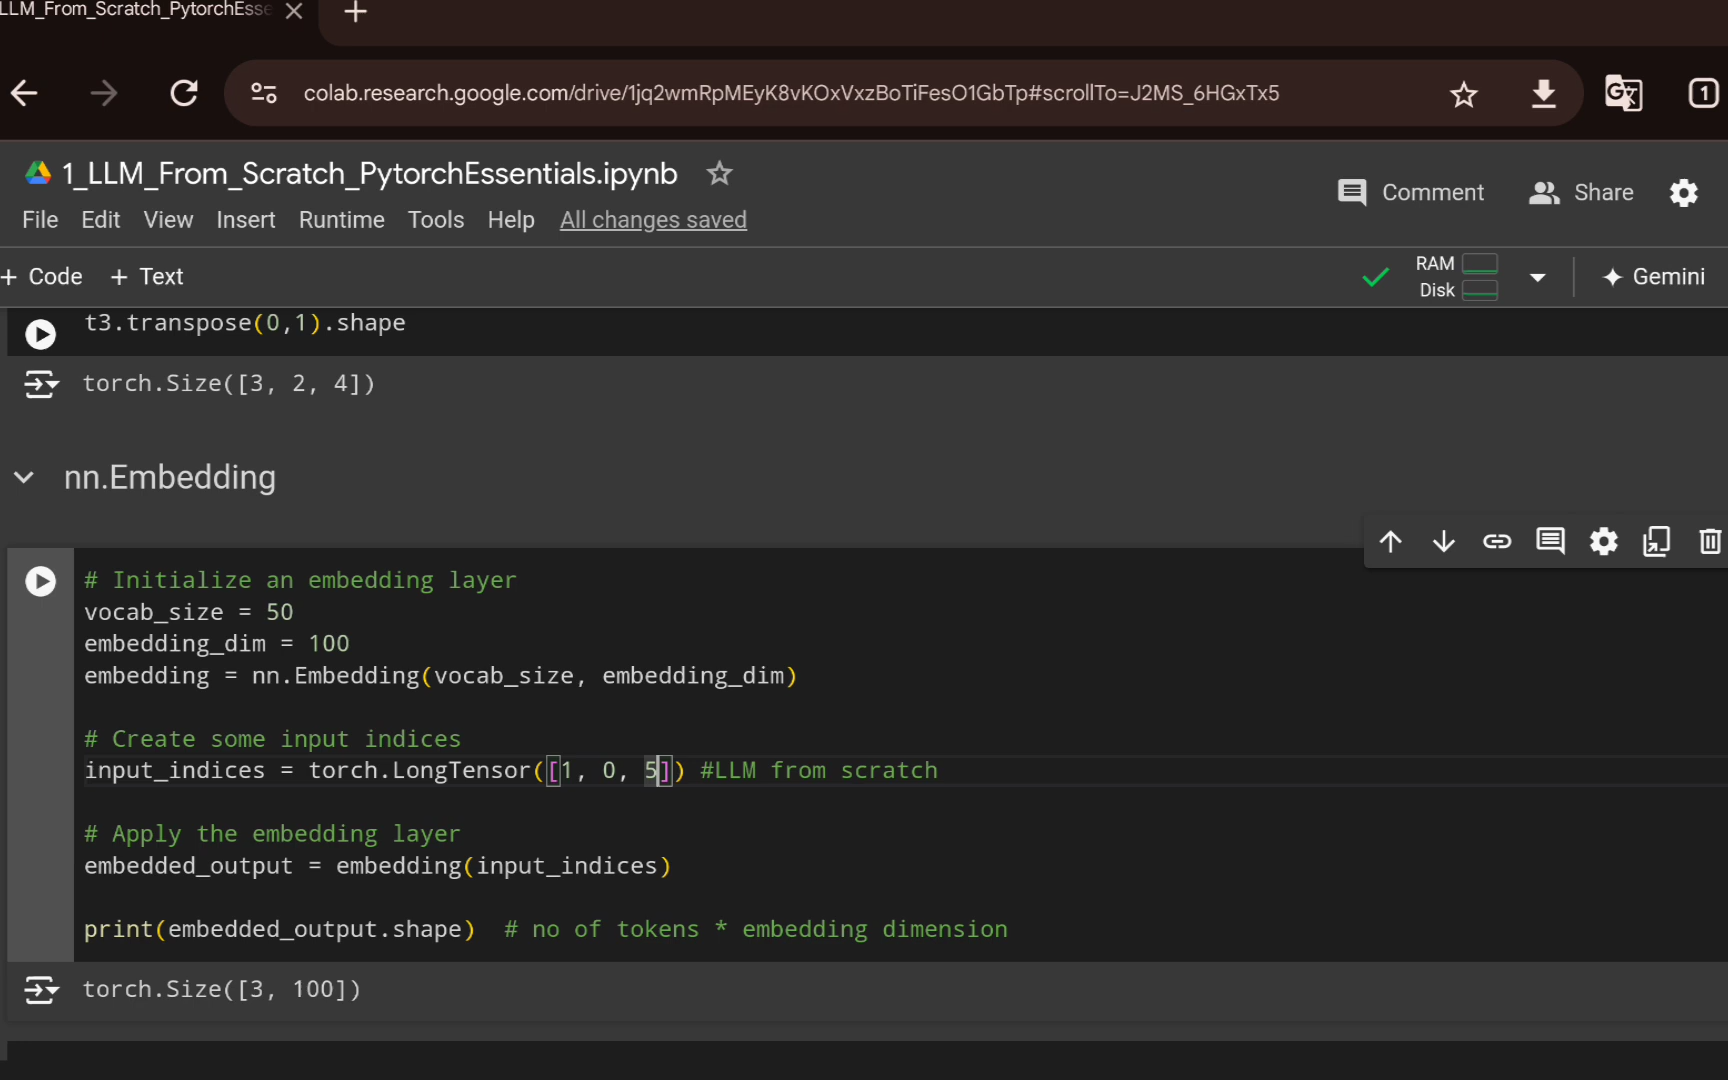 LLM_From_Scratch_PytorchEsse
colab.research.google.com/drive/1jq2wmRpMEyK8vKOxVxzBoTiFesO1GbTp#scrollTo=J2MS_6HGxTx5
1
1_LLM_From_Scratch_PytorchEssentials.ipynb
Comment
Share
File Edit View Insert Runtime Tools Help All changes saved
+ Code + Text
RAM
Disk
Gemini
t3.transpose(0,1).shape
torch.Size([3, 2, 4])
nn.Embedding
# Initialize an embedding layer
vocab_size = 50
embedding_dim = 100
embedding = nn.Embedding(vocab_size, embedding_dim)
# Create some input indices
input_indices = torch.LongTensor([1, 0, 5]) #LLM from scratch
# Apply the embedding layer
embedded_output = embedding(input_indices)
print(embedded_output.shape)  # no of tokens * embedding dimension
torch.Size([3, 100])